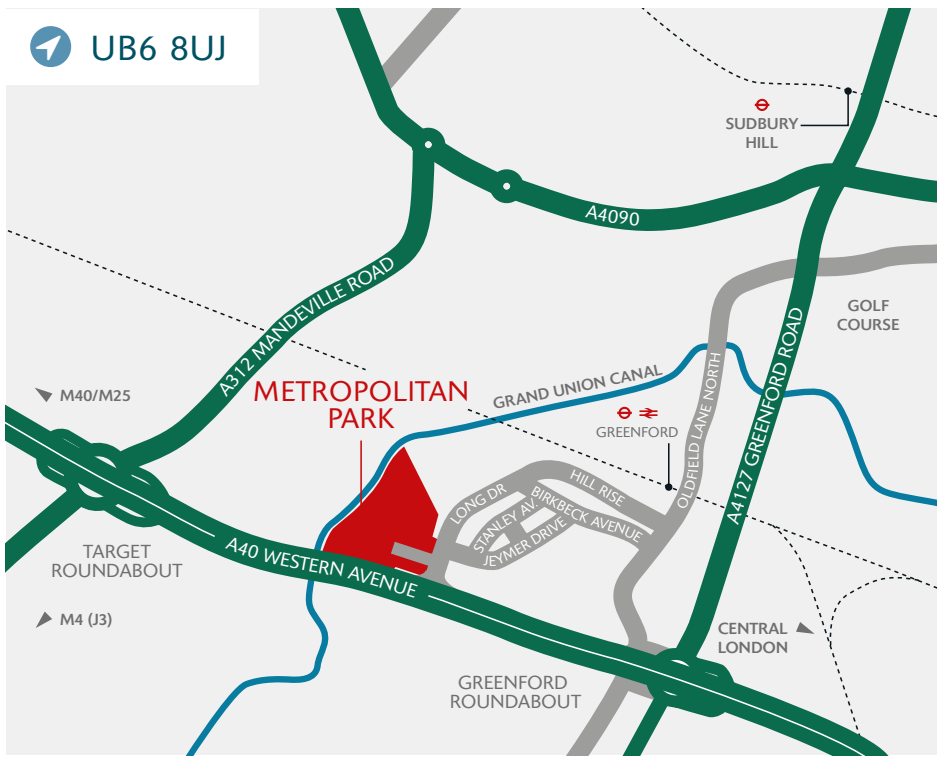 UB6 8UJ
SUDBURY
HILL
A4090
A312 MANDEVILLE ROAD
GOLF
COURSE
M40/M25
METROPOLITAN
PARK
GRAND UNION CANAL
GREENFORD
OLDFIELD LANE NORTH
A4127 GREENFORD ROAD
LONG DR
HILL RISE
STANLEY AV.
BIRKBECK AVENUE
JEYMER DRIVE
TARGET
ROUNDABOUT
A40 WESTERN AVENUE
M4 (J3)
CENTRAL
LONDON
GREENFORD
ROUNDABOUT